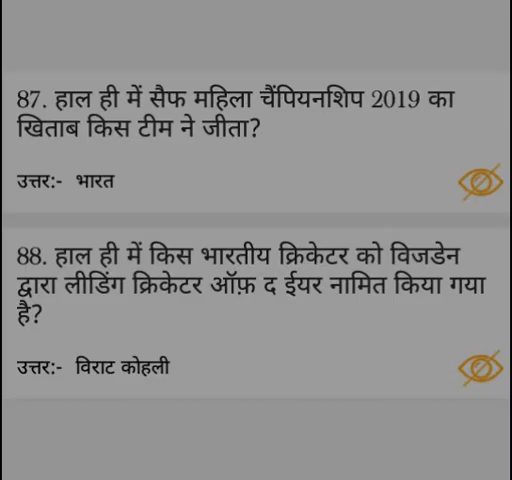 87. हाल ही में सैफ महिला चैंपियनशिप 2019 का
खिताब किस टीम ने जीता?
उत्तर:- भारत
88. हाल ही में किस भारतीय क्रिकेटर को विजडेन
द्वारा लीडिंग क्रिकेटर ऑफ़ द ईयर नामित किया गया
है?
उत्तर:- विराट कोहली